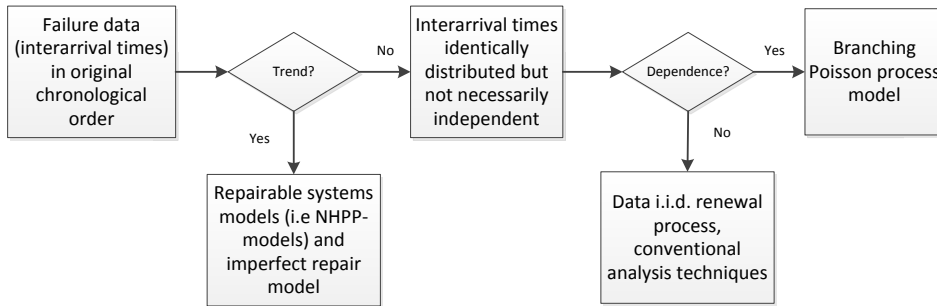 Failure data
(interarrival times)
in original
chronological
order
Trend?
No
Yes
Repairable systems
models (i.e NHPP-
models) and
imperfect repair
model
Interarrival times
identically
distributed but
not necessarily
independent
Dependence?
Yes
No
Branching
Poisson process
model
Data i.i.d. renewal
process,
conventional
analysis techniques